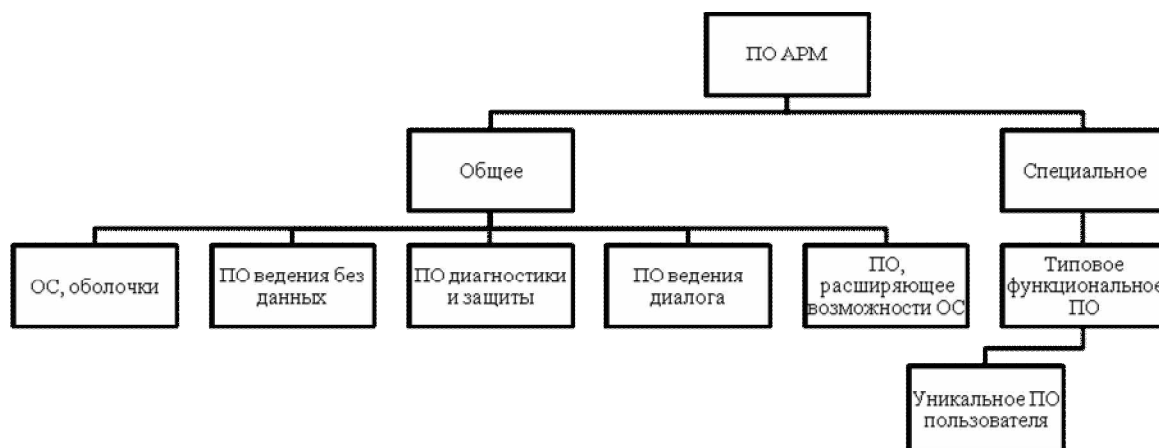 ПО АРМ
Общее
Специальное
ОС, оболочки
ПО ведения без
данных
ПО диагностики
и защиты
ПО ведения
диалога
ПО,
расширяющее
возможности ОС
Типовое
функциональное
ПО
Уникальное ПО
пользователя